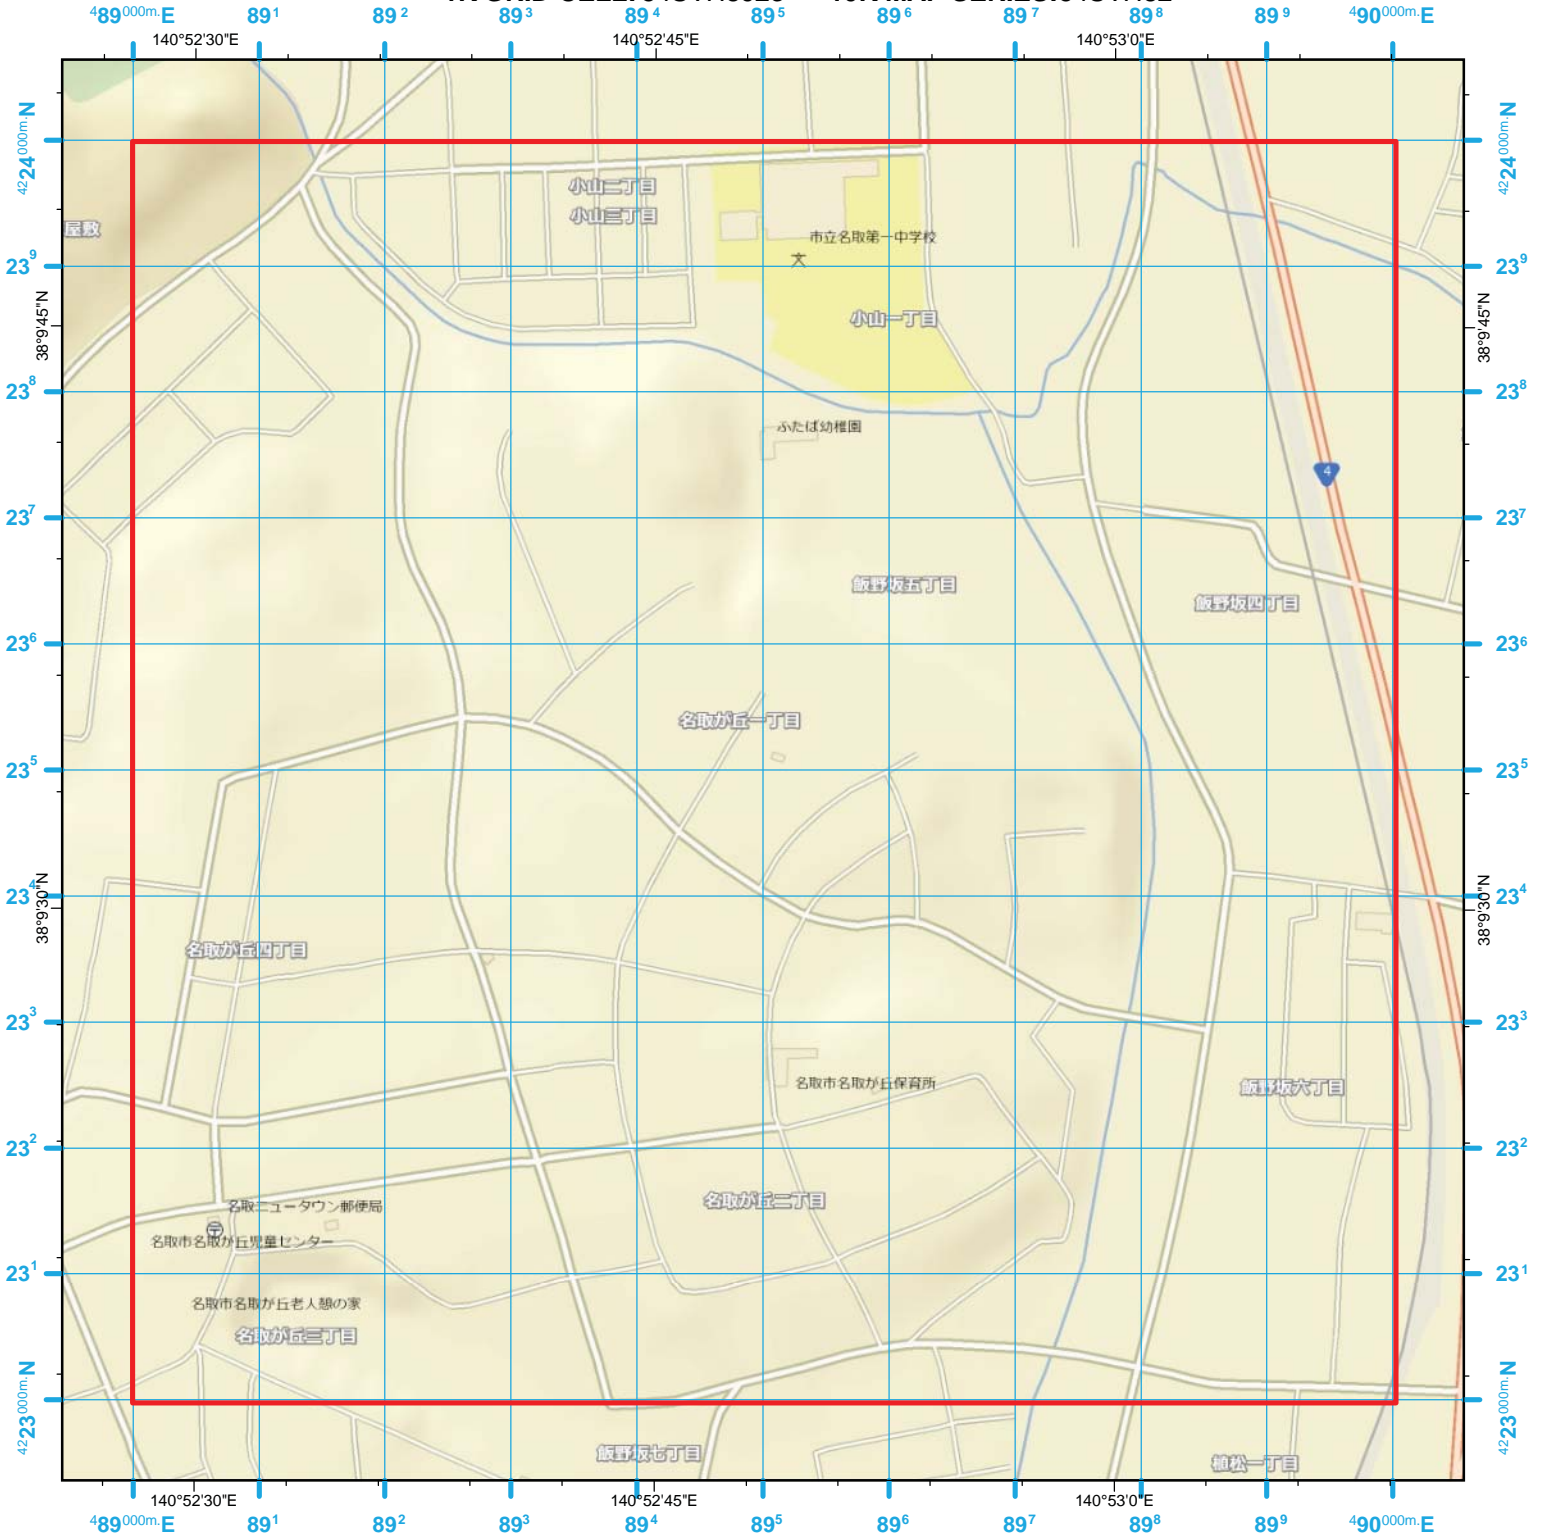 ⁴89⁰⁰⁰ᵐ·E 89¹ 89² 89³ 89⁴ 89⁵ 89⁶ 89⁷ 89⁸ 89⁹ ⁴90⁰⁰⁰ᵐ·E
140°52'30"E 140°52'45"E 140°53'0"E
₄₂24⁰⁰⁰ᵐ·N
₄₂24⁰⁰⁰ᵐ·N
小山二丁目
小山三丁目
屋敷
市立名取第一中学校
文
23⁹ 23⁹
38°9'45"N 38°9'45"N
小山一丁目
23⁸ 23⁸
ふたば幼稚園
4
23⁷ 23⁷
飯野坂五丁目
飯野坂四丁目
23⁶ 23⁶
名取が丘一丁目
23⁵ 23⁵
23⁴ 23⁴
38°9'30"N 38°9'30"N
名取が丘四丁目
23³ 23³
名取市名取が丘保育所
飯野坂六丁目
23² 23²
名取が丘二丁目
名取ニュータウン郵便局
名取市名取が丘児童センター
23¹ 23¹
名取市名取が丘老人憩の家
名取が丘三丁目
₄₂23⁰⁰⁰ᵐ·N
₄₂23⁰⁰⁰ᵐ·N
飯野坂七丁目
植松一丁目
140°52'30"E 140°52'45"E 140°53'0"E
⁴89⁰⁰⁰ᵐ·E 89¹ 89² 89³ 89⁴ 89⁵ 89⁶ 89⁷ 89⁸ 89⁹ ⁴90⁰⁰⁰ᵐ·E